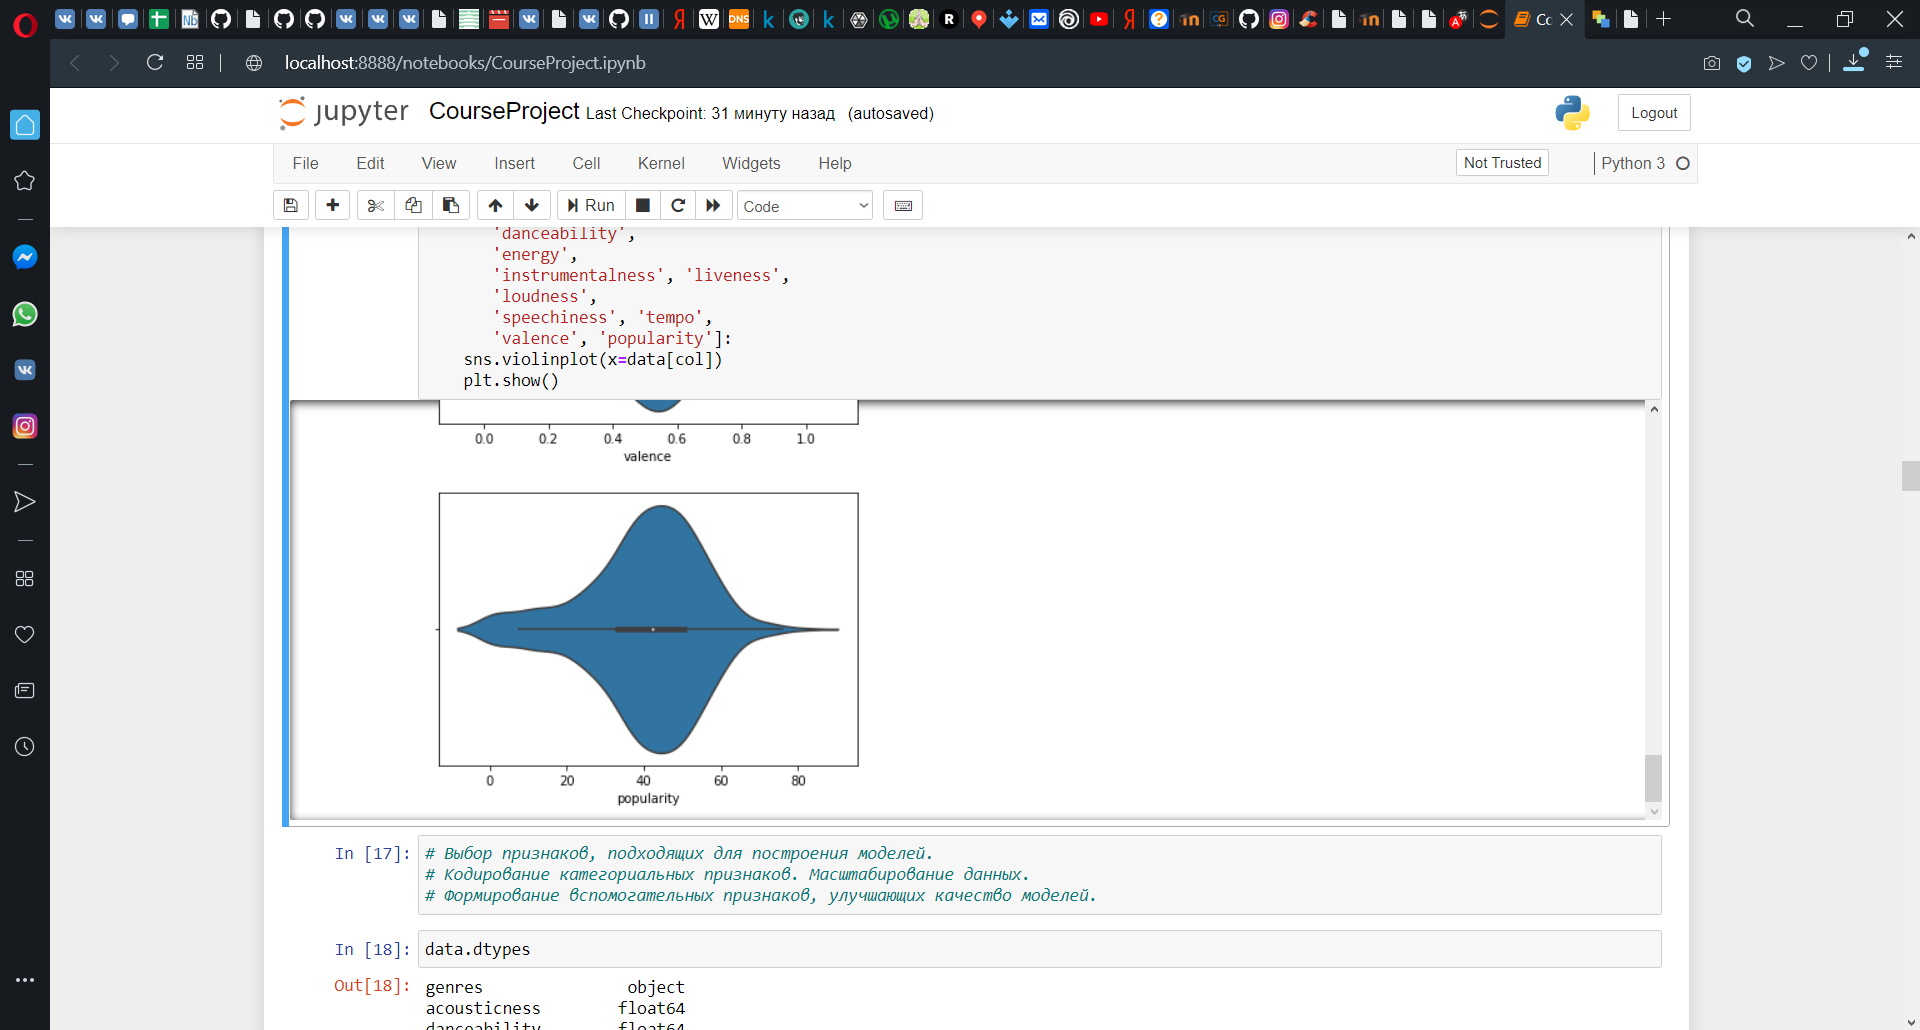 Cc
localhost:8888/notebooks/CourseProject.ipynb
jupyter CourseProject Last Checkpoint: 31 минуту назад (autosaved)
Logout
File Edit View Insert Cell Kernel Widgets Help
Not Trusted
Python 3
Run
Code
'danceability',
'energy',
'instrumentalness', 'liveness',
'loudness',
'speechiness', 'tempo',
'valence', 'popularity']:
sns.violinplot(x=data[col])
plt.show()
0.0 0.2 0.4 0.6 0.8 1.0
valence
0 20 40 60 80
popularity
In [17]: # Выбор признаков, подходящих для построения моделей.
# Кодирование категориальных признаков. Масштабирование данных.
# Формирование вспомогательных признаков, улучшающих качество моделей.
In [18]: data.dtypes
Out[18]: genres object
acousticness float64
danceability float64